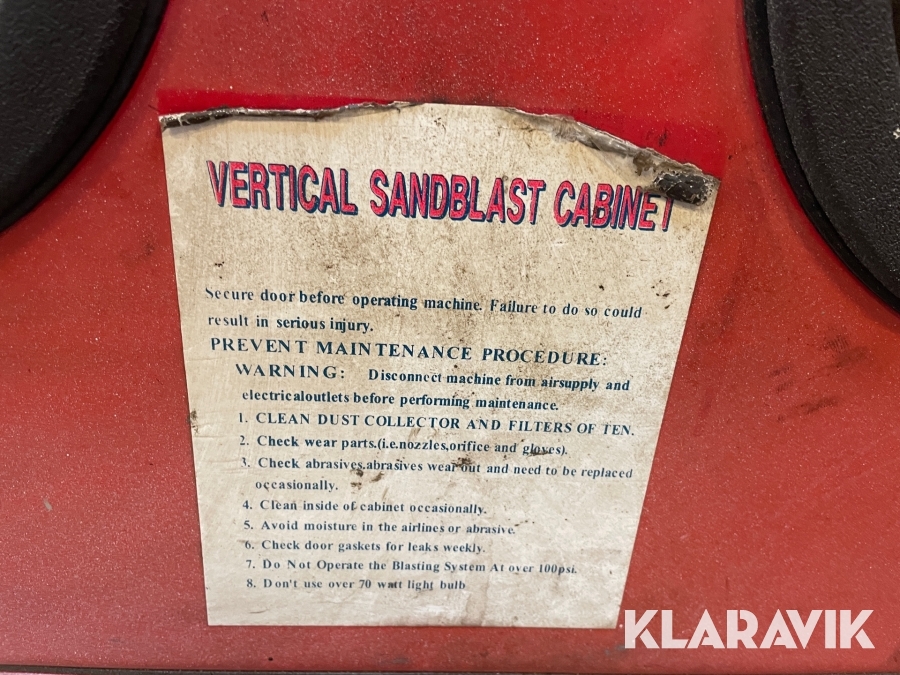 VERTICAL SANDBLAST CABINET
Secure door before operating machine. Failure to do so could
result in serious injury.
PREVENT MAINTENANCE PROCEDURE:
WARNING: Disconnect machine from airsupply and
electricaloutlets before performing maintenance.
1. CLEAN DUST COLLECTOR AND FILTERS OF TEN.
2. Check wear parts.(i.e.nozzles,orifice and gloves).
3. Check abrasives,abrasives wear out and need to be replaced
occasionally.
4. Clean inside of cabinet occasionally.
5. Avoid moisture in the airlines or abrasive.
6. Check door gaskets for leaks weekly.
7. Do Not Operate the Blasting System At over 100psi.
8. Don't use over 70 watt light bulb
KLARAVIK